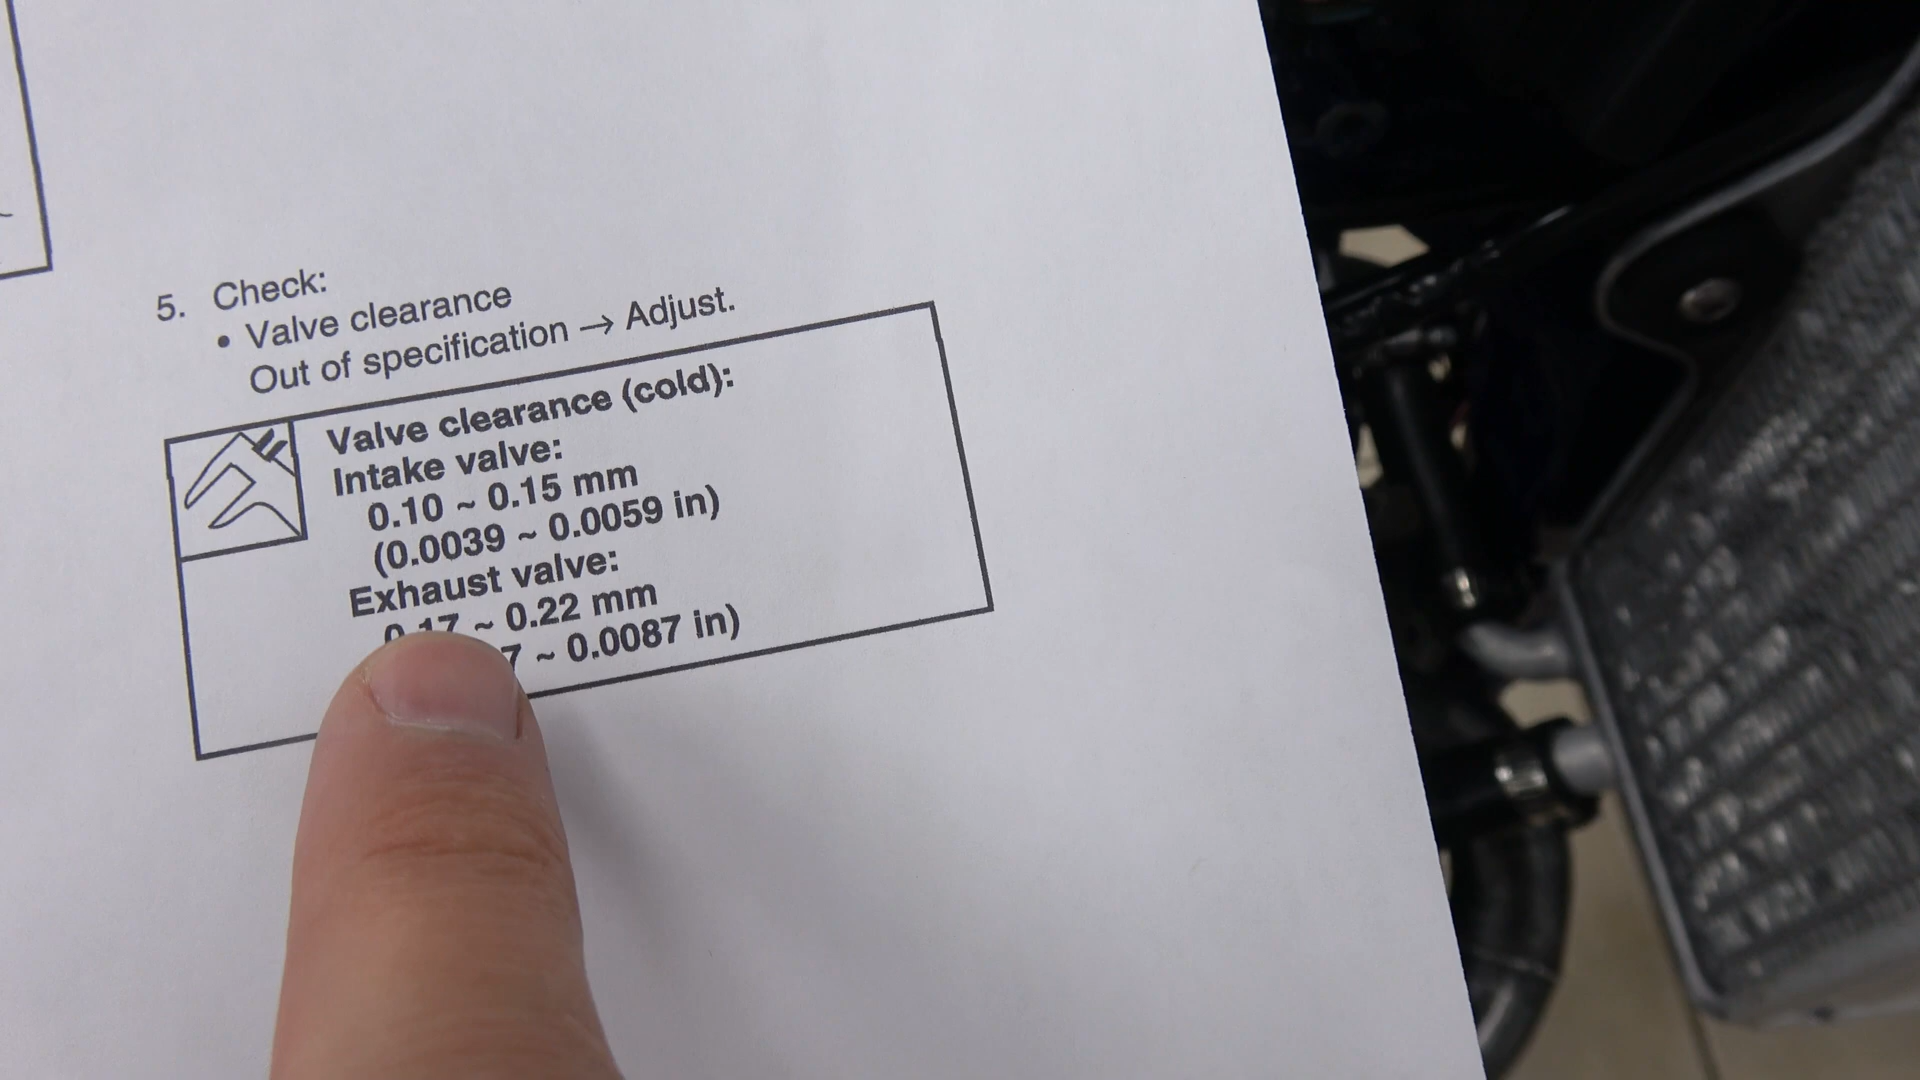 5. Check:
• Valve clearance
Out of specification → Adjust.
Valve clearance (cold):
Intake valve:
0.10 ~ 0.15 mm
(0.0039 ~ 0.0059 in)
Exhaust valve:
0.17 ~ 0.22 mm
7 ~ 0.0087 in)